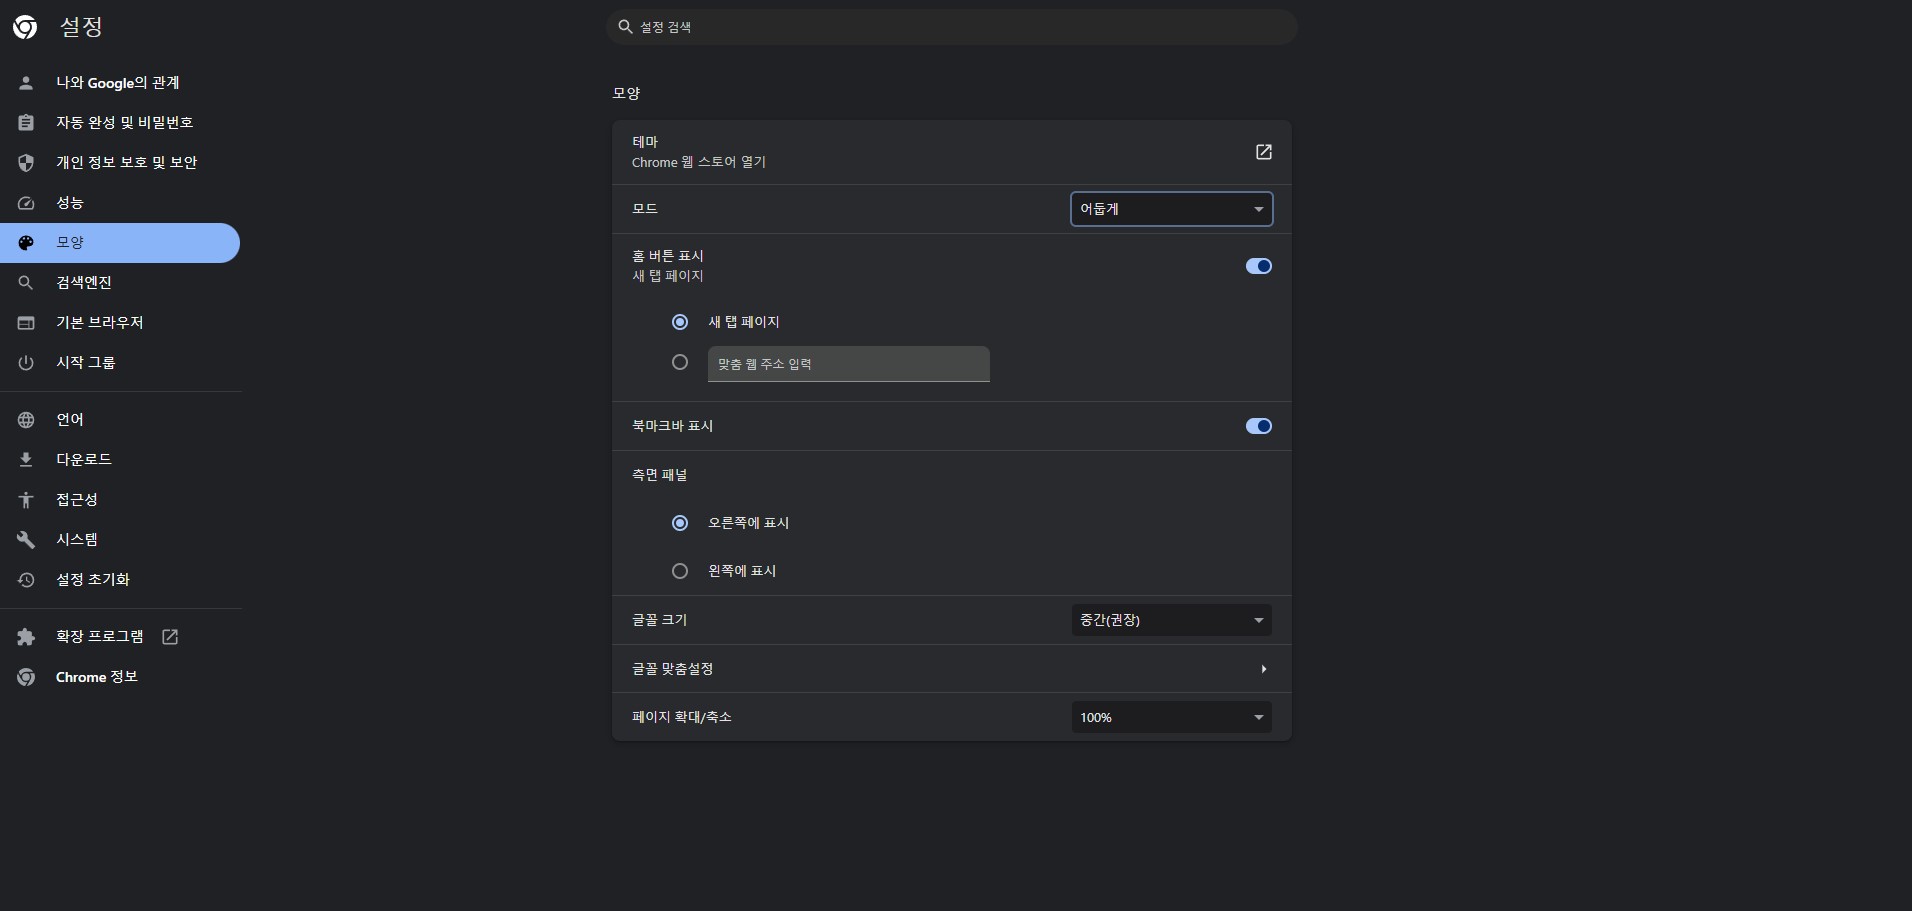 설정
설정 검색
나와 Google의 관계
자동 완성 및 비밀번호
개인 정보 보호 및 보안
성능
모양
검색엔진
기본 브라우저
시작 그룹
언어
다운로드
접근성
시스템
설정 초기화
확장 프로그램
Chrome 정보
모양
테마
Chrome 웹 스토어 열기
모드
어둡게
홈 버튼 표시
새 탭 페이지
새 탭 페이지
맞춤 웹 주소 입력
북마크바 표시
측면 패널
오른쪽에 표시
왼쪽에 표시
글꼴 크기
중간(권장)
글꼴 맞춤설정
페이지 확대/축소
100%